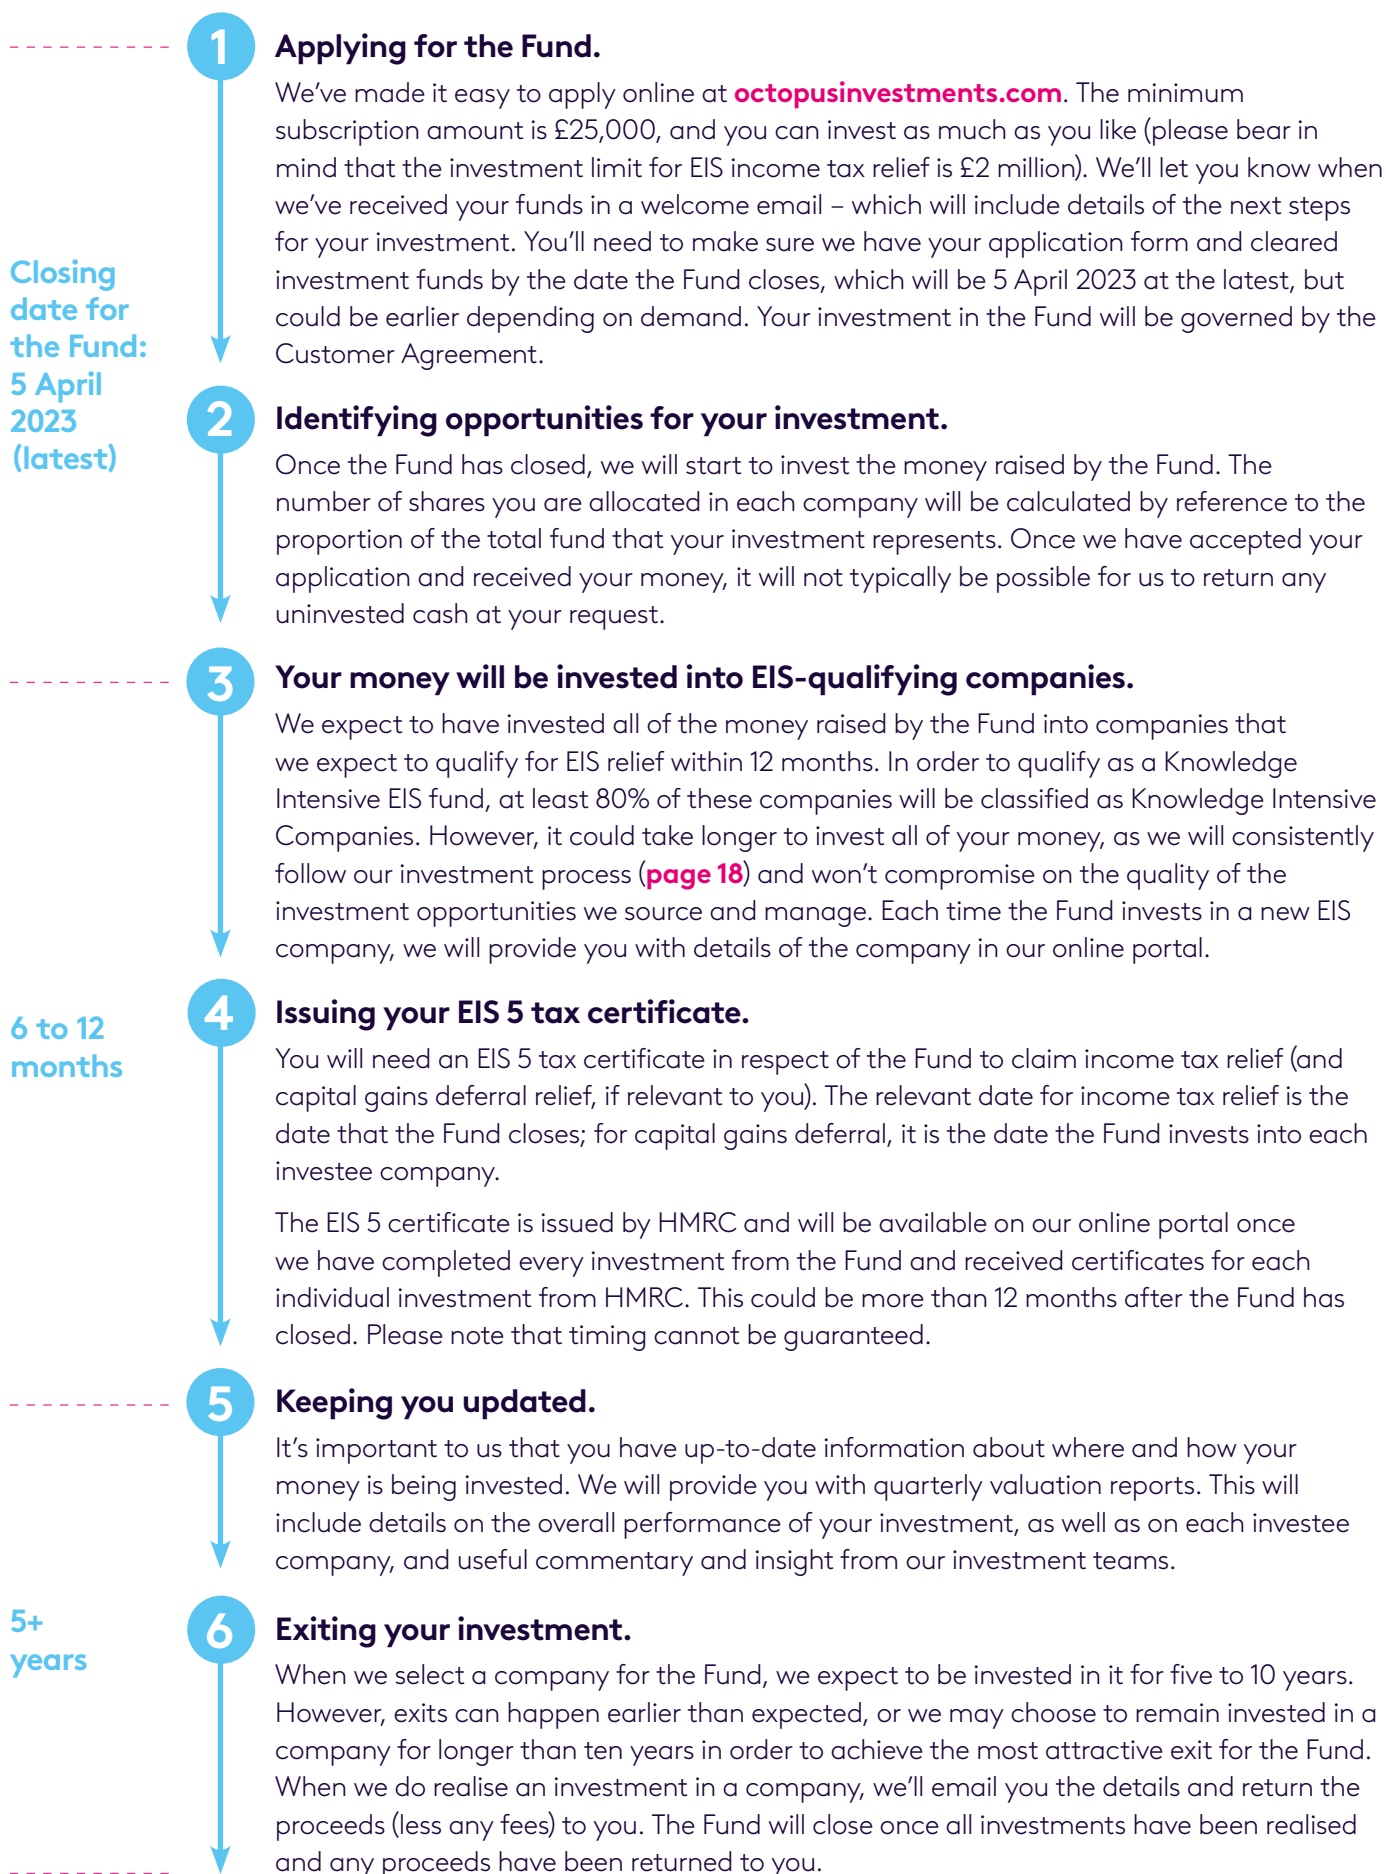 1
Applying for the Fund.
We’ve made it easy to apply online at octopusinvestments.com. The minimum
subscription amount is £25,000, and you can invest as much as you like (please bear in
mind that the investment limit for EIS income tax relief is £2 million). We’ll let you know when
we’ve received your funds in a welcome email – which will include details of the next steps
for your investment. You’ll need to make sure we have your application form and cleared
investment funds by the date the Fund closes, which will be 5 April 2023 at the latest, but
could be earlier depending on demand. Your investment in the Fund will be governed by the
Customer Agreement.
Closing
date for
the Fund:
5 April
2023
(latest)
2
Identifying opportunities for your investment.
Once the Fund has closed, we will start to invest the money raised by the Fund. The
number of shares you are allocated in each company will be calculated by reference to the
proportion of the total fund that your investment represents. Once we have accepted your
application and received your money, it will not typically be possible for us to return any
uninvested cash at your request.
3
Your money will be invested into EIS-qualifying companies.
We expect to have invested all of the money raised by the Fund into companies that
we expect to qualify for EIS relief within 12 months. In order to qualify as a Knowledge
Intensive EIS fund, at least 80% of these companies will be classified as Knowledge Intensive
Companies. However, it could take longer to invest all of your money, as we will consistently
follow our investment process (page 18) and won’t compromise on the quality of the
investment opportunities we source and manage. Each time the Fund invests in a new EIS
company, we will provide you with details of the company in our online portal.
6 to 12
months
4
Issuing your EIS 5 tax certificate.
You will need an EIS 5 tax certificate in respect of the Fund to claim income tax relief (and
capital gains deferral relief, if relevant to you). The relevant date for income tax relief is the
date that the Fund closes; for capital gains deferral, it is the date the Fund invests into each
investee company.
The EIS 5 certificate is issued by HMRC and will be available on our online portal once
we have completed every investment from the Fund and received certificates for each
individual investment from HMRC. This could be more than 12 months after the Fund has
closed. Please note that timing cannot be guaranteed.
5
Keeping you updated.
It’s important to us that you have up-to-date information about where and how your
money is being invested. We will provide you with quarterly valuation reports. This will
include details on the overall performance of your investment, as well as on each investee
company, and useful commentary and insight from our investment teams.
5+
years
6
Exiting your investment.
When we select a company for the Fund, we expect to be invested in it for five to 10 years.
However, exits can happen earlier than expected, or we may choose to remain invested in a
company for longer than ten years in order to achieve the most attractive exit for the Fund.
When we do realise an investment in a company, we’ll email you the details and return the
proceeds (less any fees) to you. The Fund will close once all investments have been realised
and any proceeds have been returned to you.